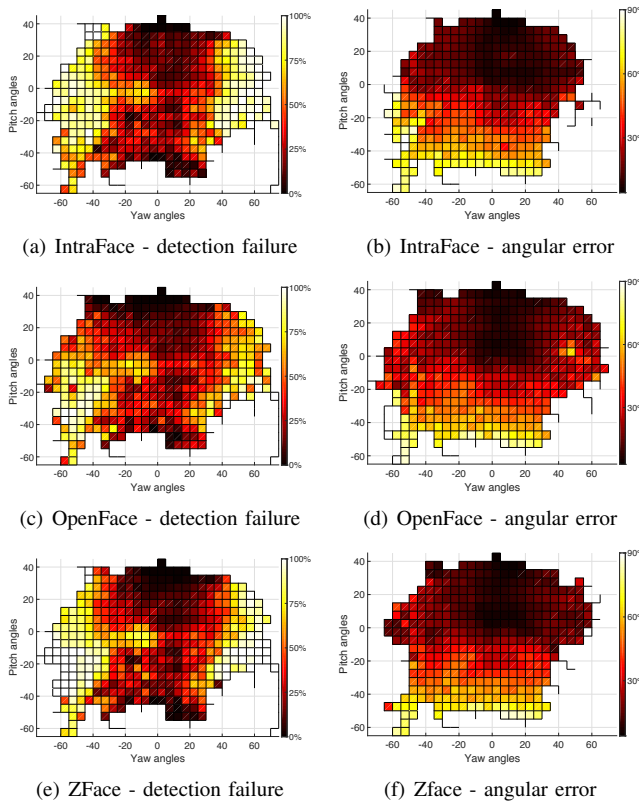 100%
75%
50%
25%
0%
40
20
0
-20
-40
-60
Pitch angles
-60 -40 -20 0 20 40 60
Yaw angles
(a) IntraFace - detection failure
90%
60%
30%
40
20
0
-20
-40
-60
Pitch angles
-60 -40 -20 0 20 40 60
Yaw angles
(b) IntraFace - angular error
100%
75%
50%
25%
0%
40
20
0
-20
-40
-60
Pitch angles
-60 -40 -20 0 20 40 60
Yaw angles
(c) OpenFace - detection failure
90%
60%
30%
40
20
0
-20
-40
-60
Pitch angles
-60 -40 -20 0 20 40 60
Yaw angles
(d) OpenFace - angular error
100%
75%
50%
25%
0%
40
20
0
-20
-40
-60
Pitch angles
-60 -40 -20 0 20 40 60
Yaw angles
(e) ZFace - detection failure
90%
60%
30%
40
20
0
-20
-40
-60
Pitch angles
-60 -40 -20 0 20 40 60
Yaw angles
(f) Zface - angular error